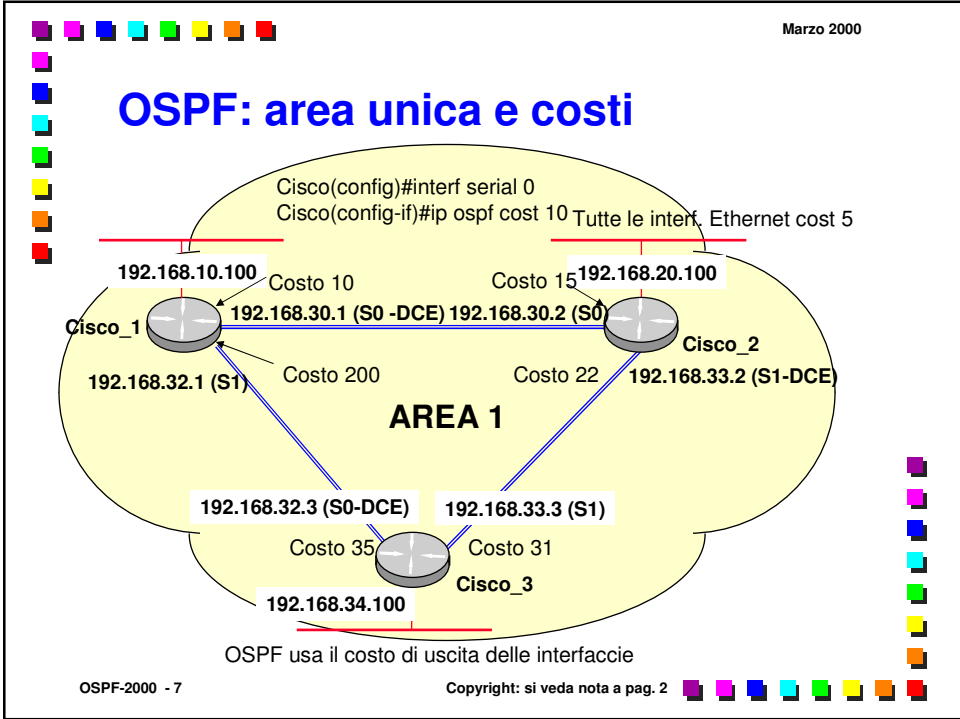 Marzo 2000
OSPF: area unica e costi
Cisco(config)#interf serial 0
Cisco(config-if)#ip ospf cost 10
Tutte le interf. Ethernet cost 5
192.168.10.100
Costo 10
Costo 15
192.168.20.100
192.168.30.1 (S0 -DCE)
192.168.30.2 (S0)
Cisco_1
Cisco_2
192.168.32.1 (S1)
Costo 200
Costo 22
192.168.33.2 (S1-DCE)
AREA 1
192.168.32.3 (S0-DCE)
192.168.33.3 (S1)
Costo 35
Costo 31
Cisco_3
192.168.34.100
OSPF usa il costo di uscita delle interfaccie
OSPF-2000 - 7
Copyright: si veda nota a pag. 2